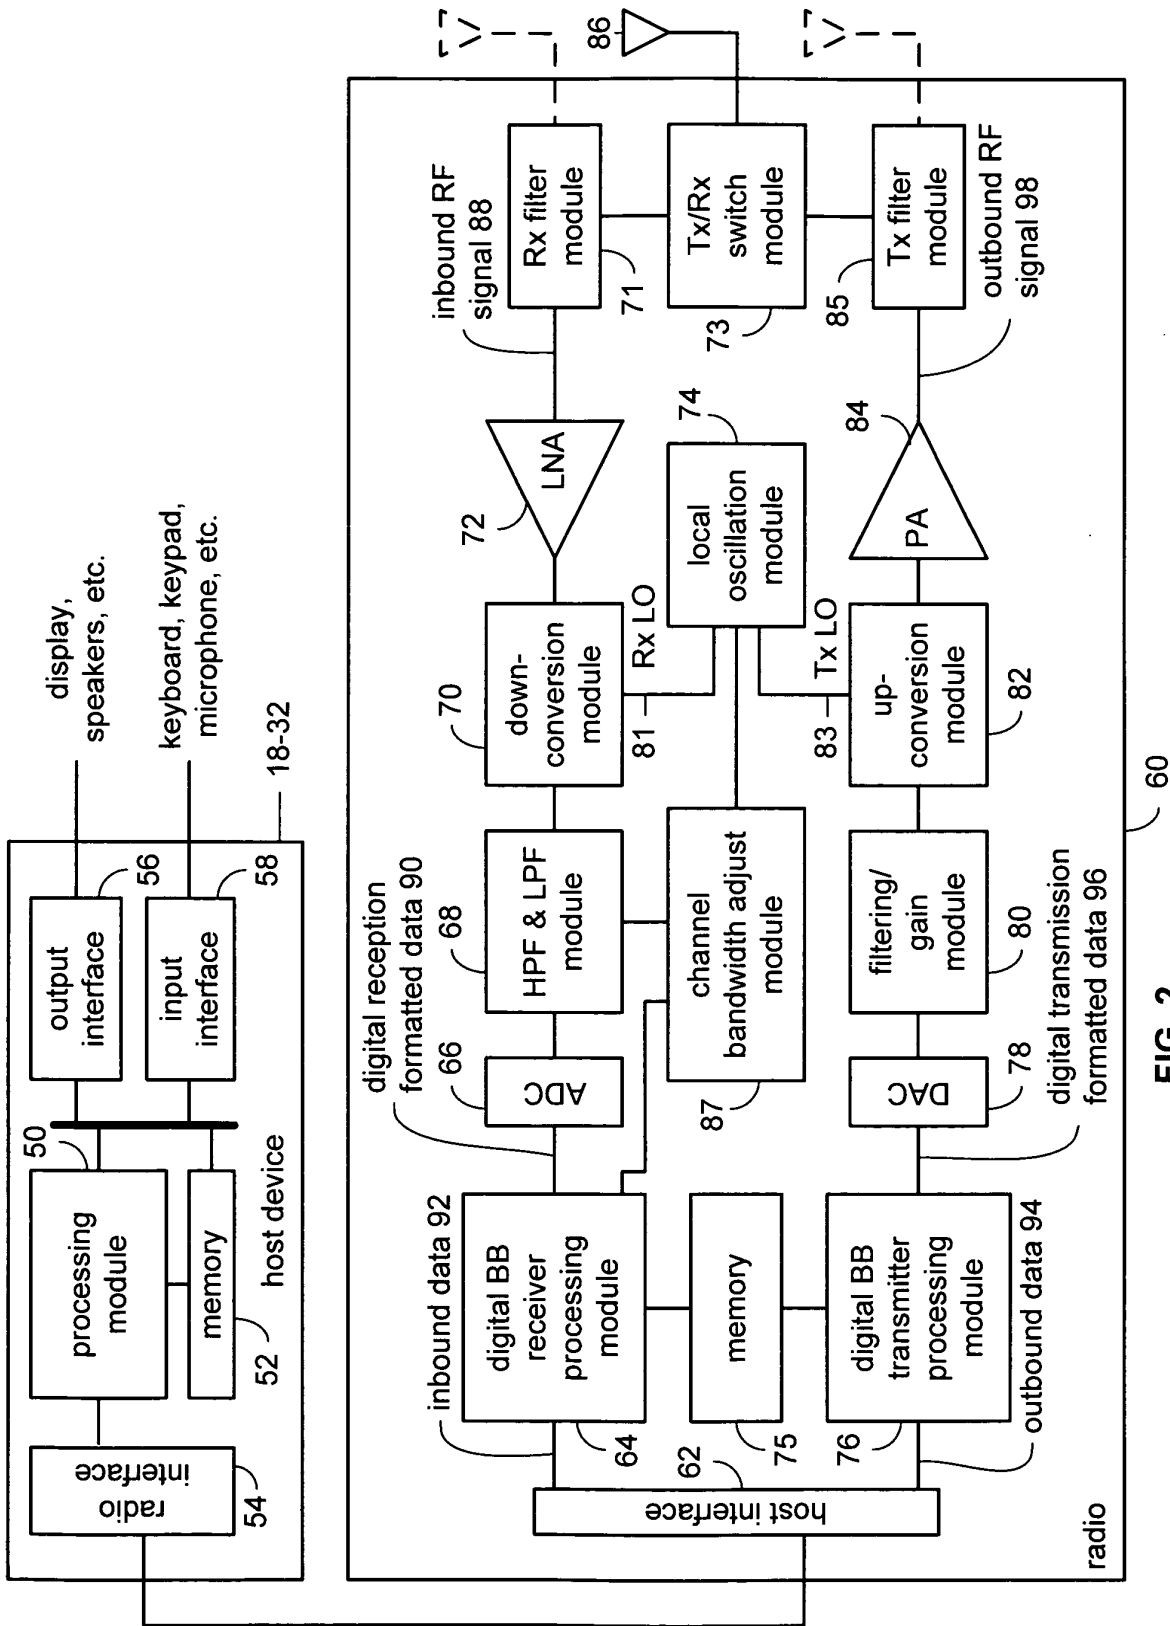 display,
speakers, etc.
keyboard, keypad,
microphone, etc.
18-32
output
interface
56
input
interface
58
50
processing
module
memory
52
host device
radio
interface
54
86
inbound RF
signal 88
Rx filter
module
71
Tx/Rx
switch
module
73
Tx filter
module
85
outbound RF
signal 98
LNA
72
local
oscillation
module
74
PA
84
down-
conversion
module
70
Rx LO
81
Tx LO
83
up-
conversion
module
82
HPF & LPF
module
68
channel
bandwidth adjust
module
87
filtering/
gain
module
80
digital reception
formatted data 90
ADC
66
DAC
78
digital transmission
formatted data 96
inbound data 92
digital BB
receiver
processing
module
64
memory
75
digital BB
transmitter
processing
module
76
outbound data 94
host interface
62
radio
60
FIG. 2